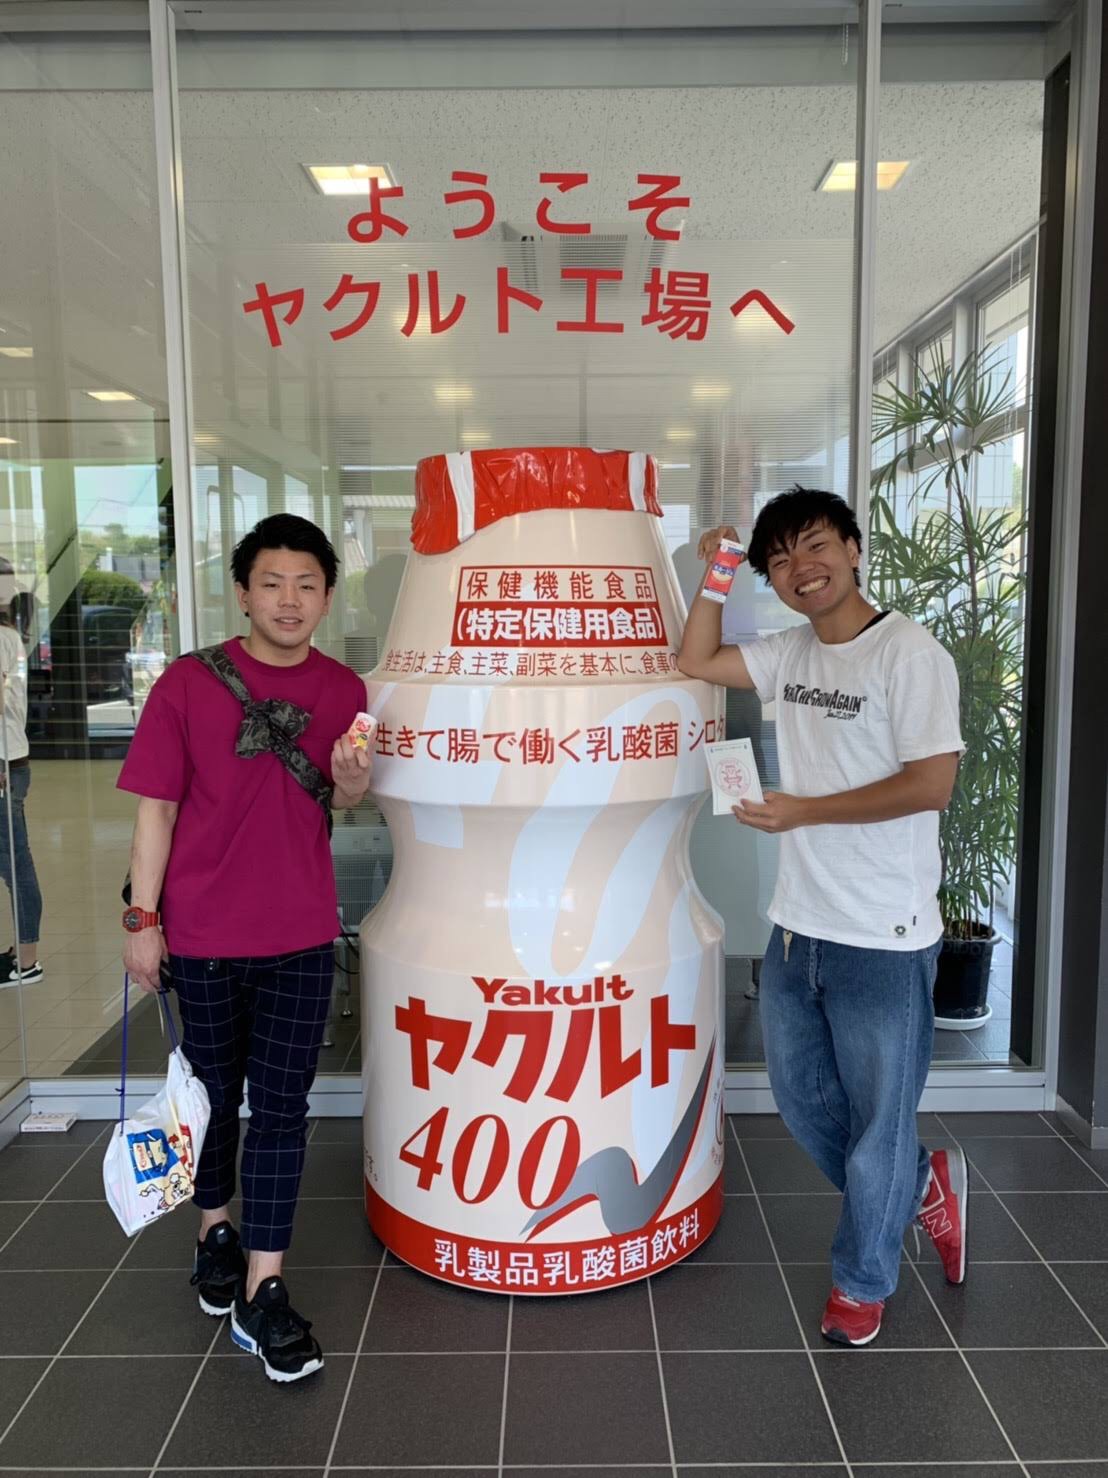 ようこそ
ヤクルト工場へ
保健機能食品
(特定保健用食品)
食生活は、主食、主菜、副菜を基本に、食事の
生きて腸で働く乳酸菌 シロタ
Yakult
ヤクルト
400
乳製品乳酸菌飲料
THEGROWAGAIN
N